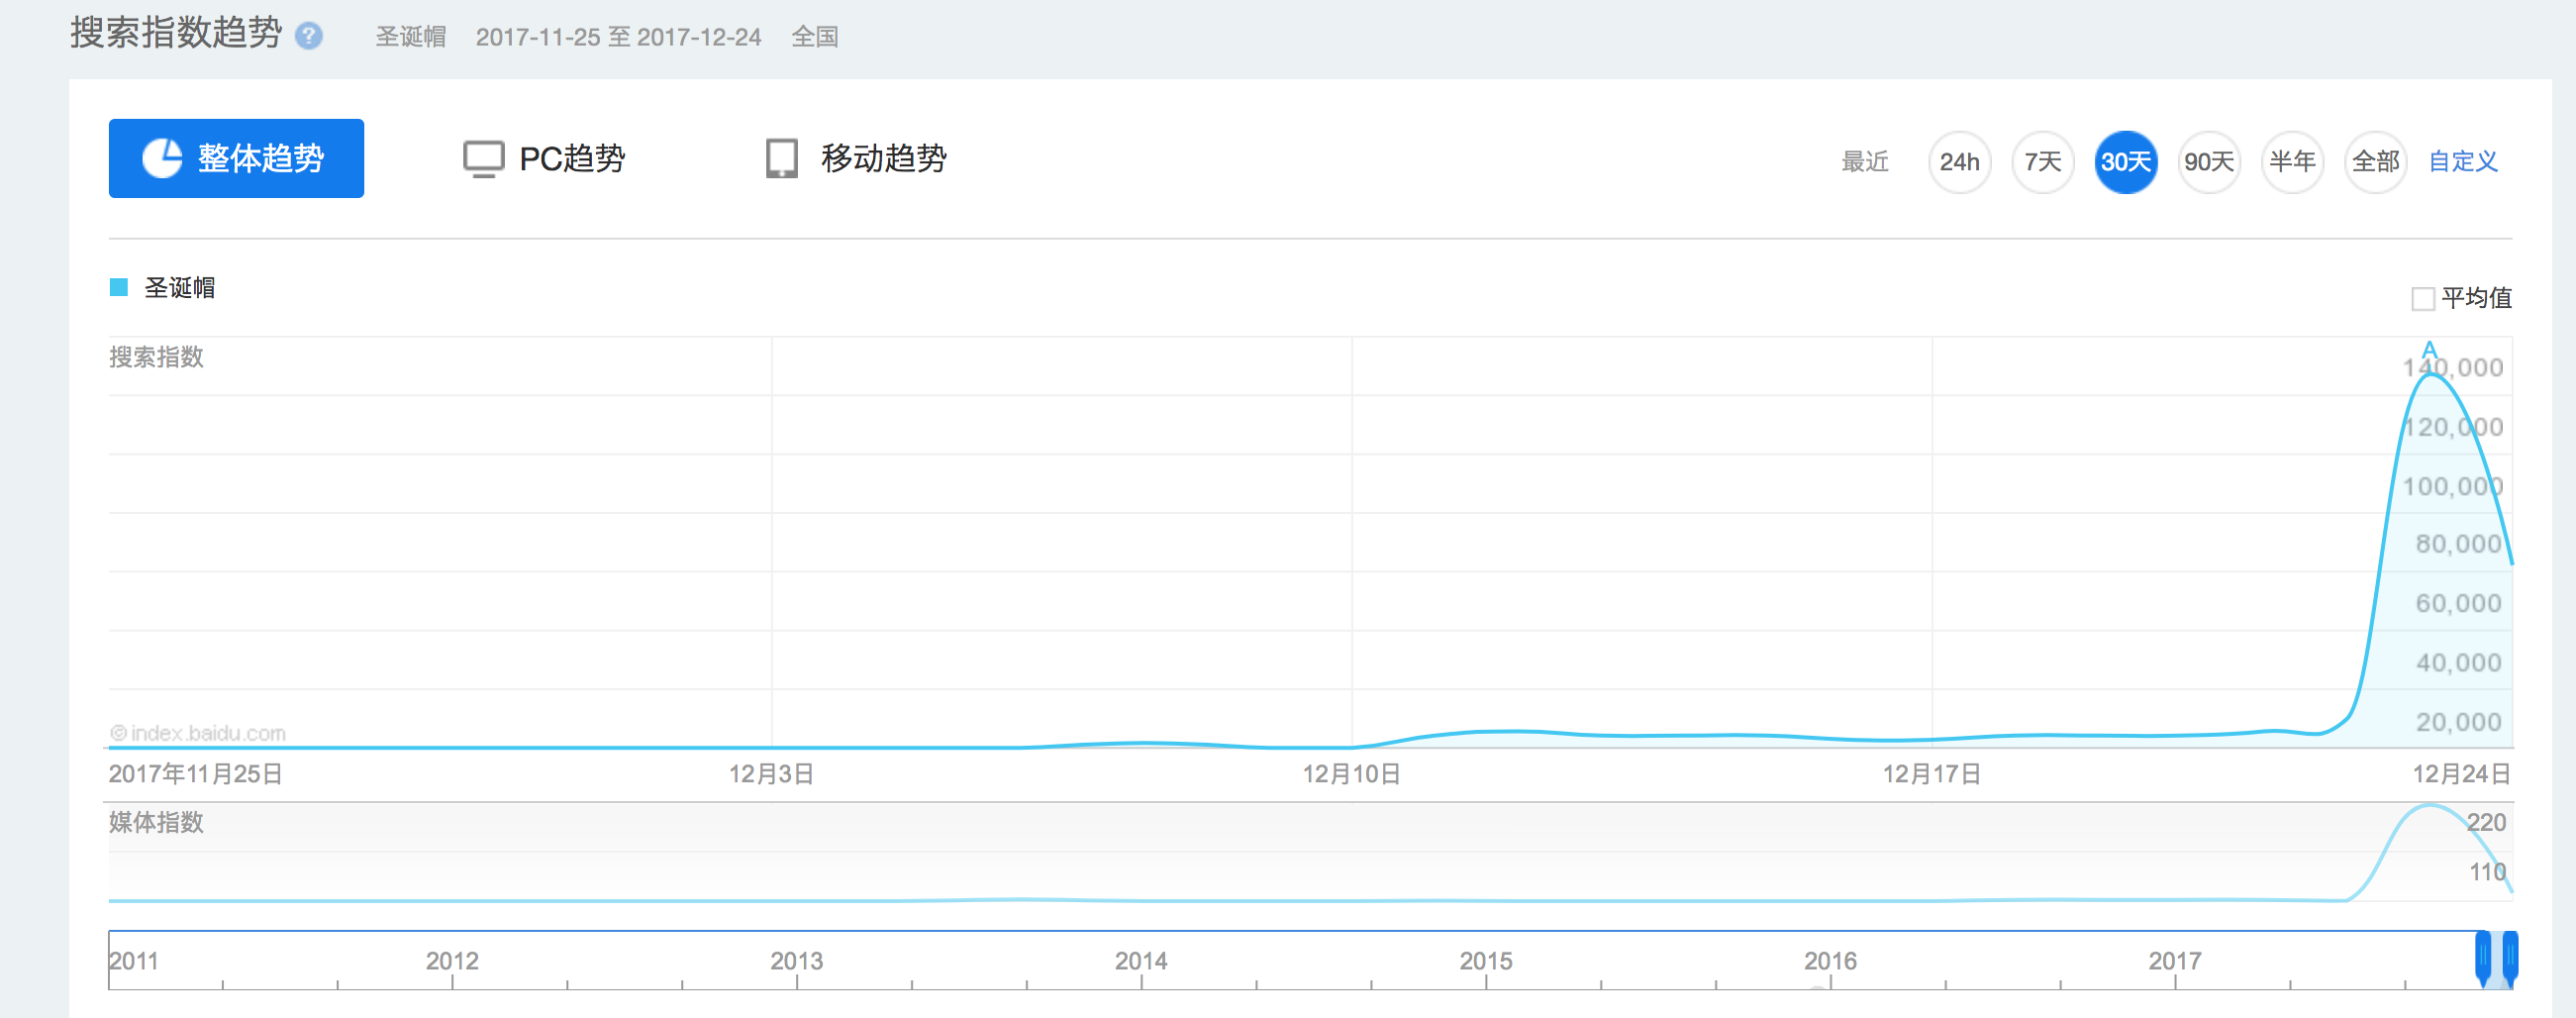 搜索指数趋势 ? 圣诞帽 2017-11-25 至 2017-12-24 全国
整体趋势 PC趋势 移动趋势 最近 24h 7天 30天 90天 半年 全部 自定义
圣诞帽 平均值
搜索指数
A
140,000
120,000
100,000
80,000
60,000
40,000
20,000
© index.baidu.com
2017年11月25日 12月3日 12月10日 12月17日 12月24日
媒体指数 220
110
2011 2012 2013 2014 2015 2016 2017